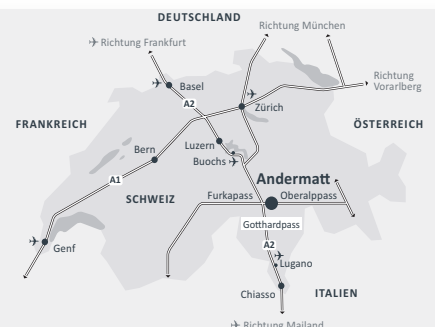 DEUTSCHLAND
Richtung München
Richtung Frankfurt
Richtung
Vorarlberg
Basel
A2
Zürich
FRANKREICH
ÖSTERREICH
Luzern
Bern
Buochs
A1
Andermatt
SCHWEIZ
Furkapass
Oberalppass
Gotthardpass
A2
Genf
Lugano
Chiasso
ITALIEN
Richtung Mailand